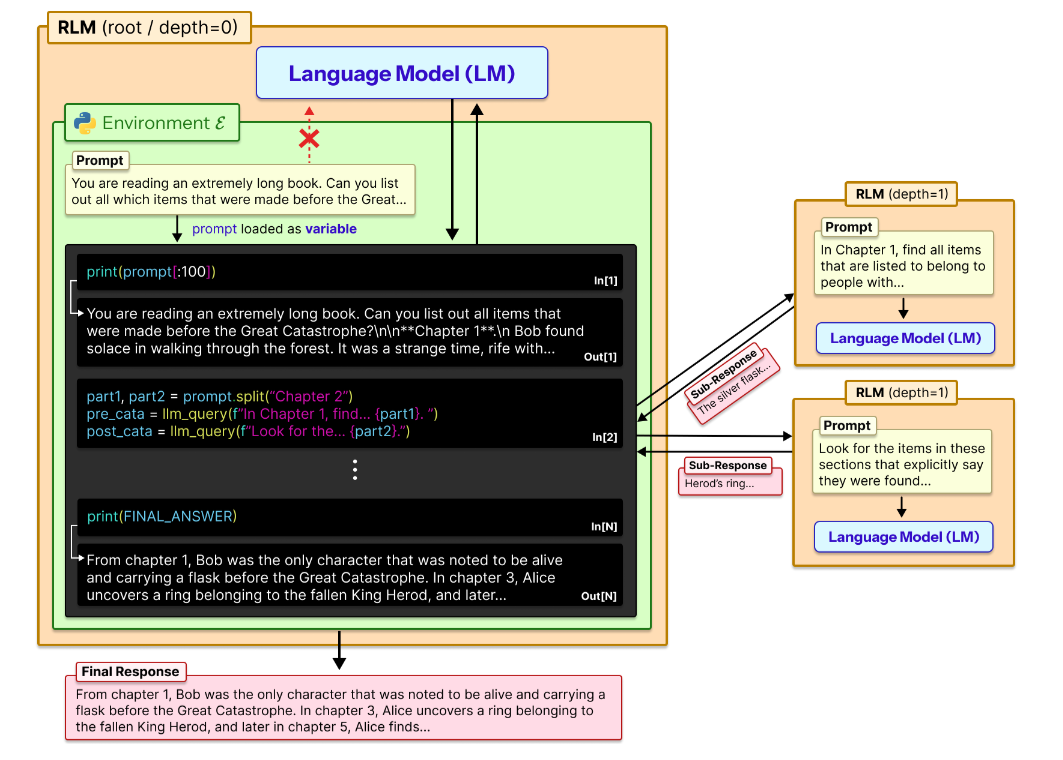 RLM (root / depth=0)
Language Model (LM)
Environment ℰ
Prompt
You are reading an extremely long book. Can you list
out all which items that were made before the Great...
prompt loaded as variable
print(prompt[:100])
In[1]
You are reading an extremely long book. Can you list out all items that
were made before the Great Catastrophe?\n\n**Chapter 1**.\n Bob found
solace in walking through the forest. It was a strange time, rife with...
Out[1]
part1, part2 = prompt.split("Chapter 2")
pre_cata = llm_query(f"In Chapter 1, find... {part1}. ")
post_cata = llm_query(f"Look for the... {part2}.")
In[2]
print(FINAL_ANSWER)
In[N]
From chapter 1, Bob was the only character that was noted to be alive
and carrying a flask before the Great Catastrophe. In chapter 3, Alice
uncovers a ring belonging to the fallen King Herod, and later...
Out[N]
Final Response
From chapter 1, Bob was the only character that was noted to be alive and carrying a
flask before the Great Catastrophe. In chapter 3, Alice uncovers a ring belonging to
the fallen King Herod, and later in chapter 5, Alice finds...
Sub-Response
The silver flask...
Sub-Response
Herod's ring...
RLM (depth=1)
Prompt
In Chapter 1, find all items
that are listed to belong to
people with...
Language Model (LM)
RLM (depth=1)
Prompt
Look for the items in these
sections that explicitly say
they were found...
Language Model (LM)